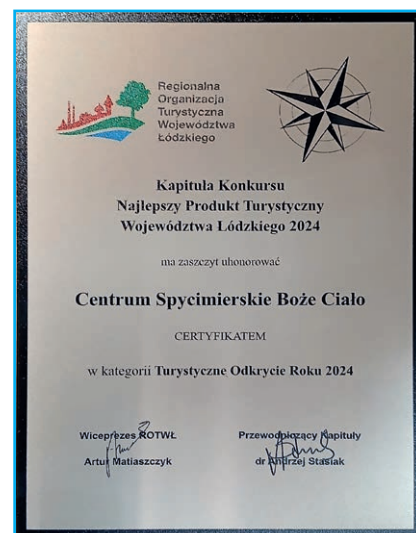 Regionalna
Organizacja
Turystyczna
Województwa
Łódzkiego
Kapituła Konkursu
Najlepszy Produkt Turystyczny
Województwa Łódzkiego 2024
ma zaszczyt uhonorować
Centrum Spycimierskie Boże Ciało
CERTYFIKATEM
w kategorii Turystyczne Odkrycie Roku 2024
Wiceprezes ROTWŁ
Artur Matiaszczyk
Przewodniczący Kapituły
dr Andrzej Stasiak